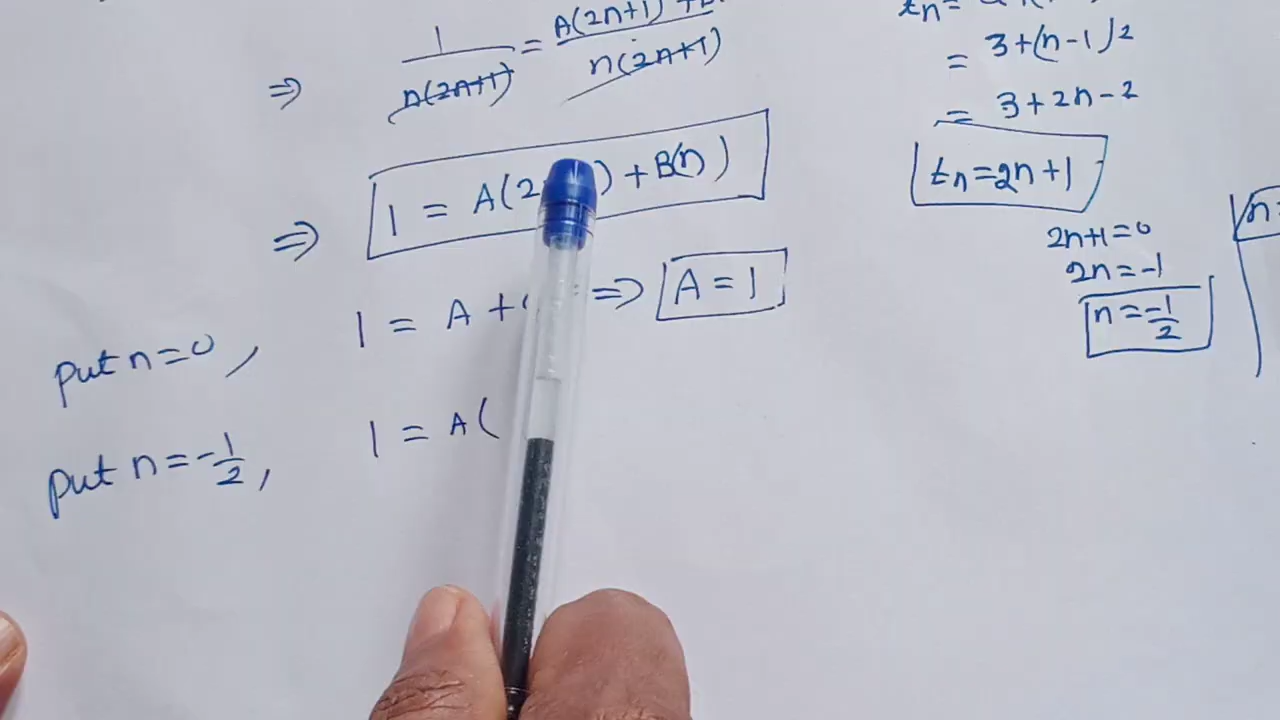 1/n(2n+1) = A(2n+1) +
n(2n+1)
⇒
⇒ 1 = A(2 ) + B(n)
put n=0, 1 = A + ⇒ A = 1
put n=-1/2, 1 = A(
tn=
= 3+(n-1)2
= 3+2n-2
tn=2n+1
2n+1=0
2n=-1
n=-1/2
n=